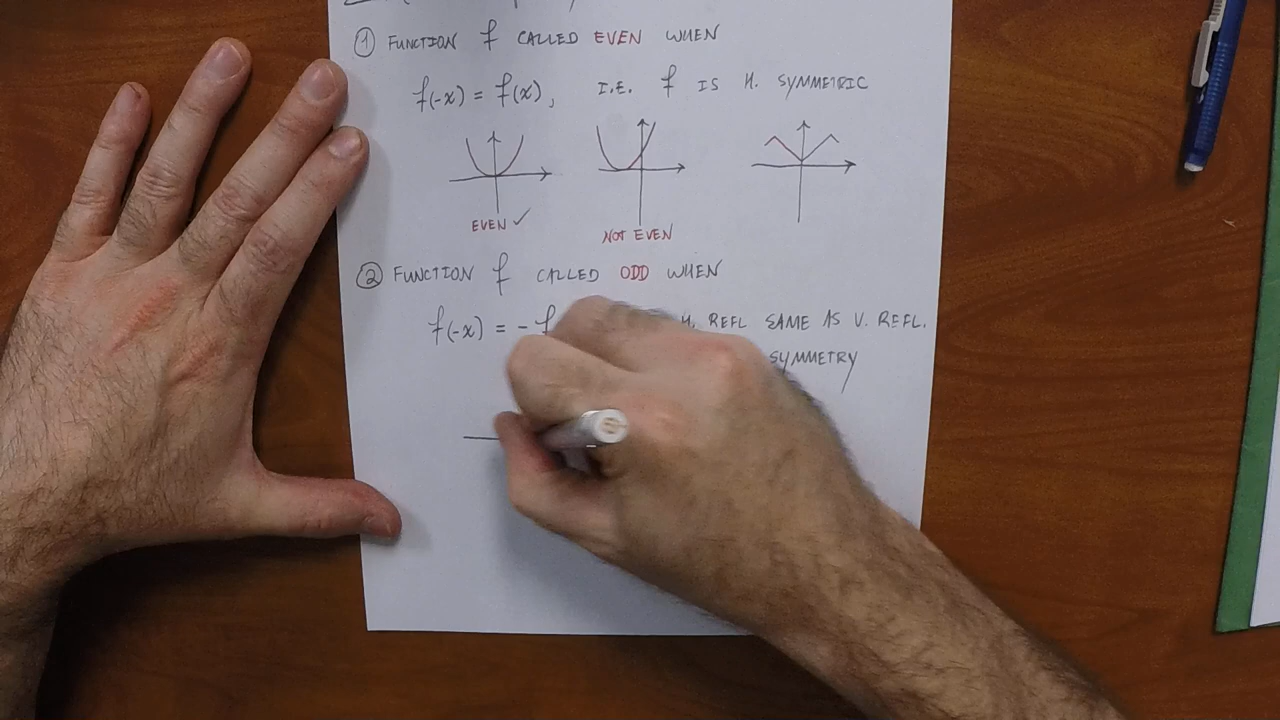 ① FUNCTION f CALLED EVEN WHEN
f(-x) = f(x), I.E. f IS H. SYMMETRIC
EVEN ✓
NOT EVEN
② FUNCTION f CALLED ODD WHEN
f(-x) = - f H. REFL SAME AS V. REFL.
SYMMETRY